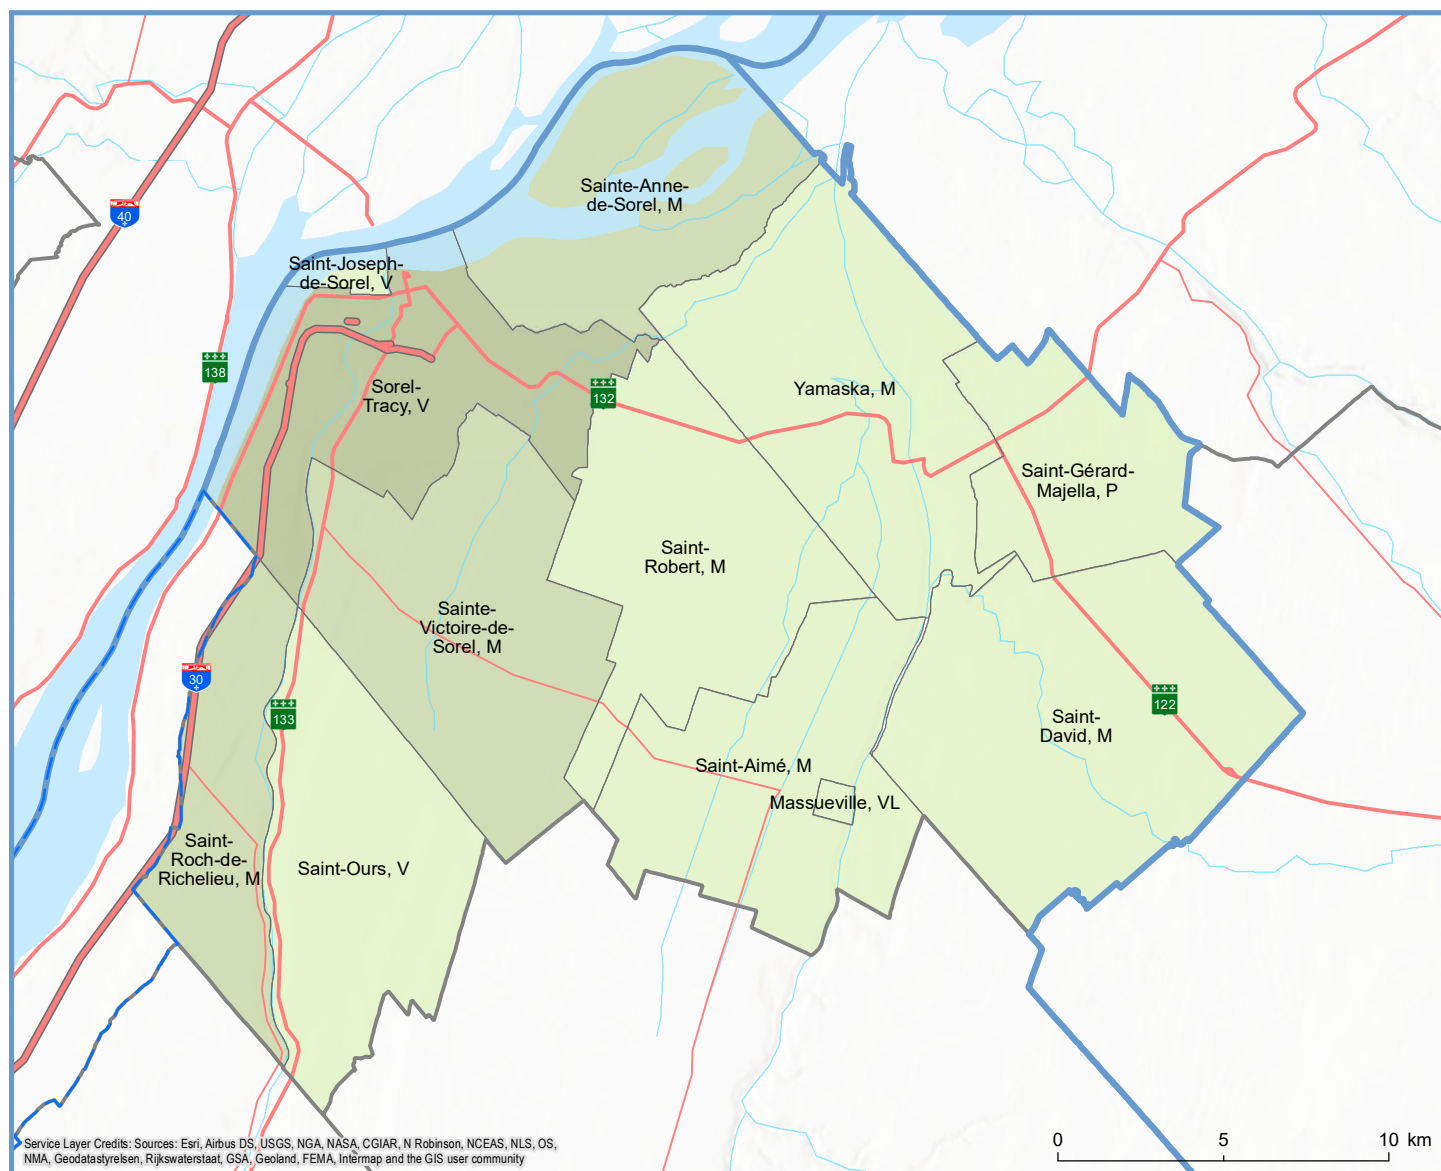 40
Sainte-Anne-
de-Sorel, M
Saint-Joseph-
de-Sorel, V
138
Sorel-
Tracy, V
132
Yamaska, M
Saint-Gérard-
Majella, P
Saint-
Robert, M
Sainte-
Victoire-de-
Sorel, M
30
133
122
Saint-
David, M
Saint-Aimé, M
Massueville, VL
Saint-
Roch-de-
Richelieu, M
Saint-Ours, V
Service Layer Credits: Sources: Esri, Airbus DS, USGS, NGA, NASA, CGIAR, N Robinson, NCEAS, NLS, OS,
NMA, Geodatastyrelsen, Rijkswaterstaat, GSA, Geoland, FEMA, Intermap and the GIS user community
0 5 10 km